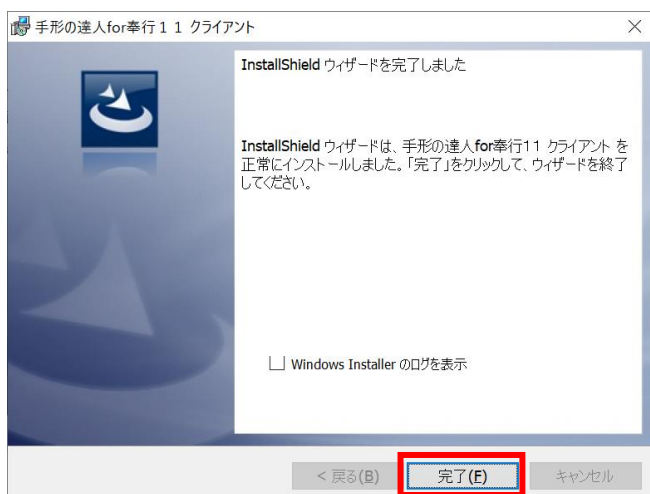 手形の達人for奉行１１ クライアント
InstallShield ウィザードを完了しました
InstallShield ウィザードは、手形の達人for奉行11 クライアント を
正常にインストールしました。「完了」をクリックして、ウィザードを終了
してください。
Windows Installer のログを表示
< 戻る(B)
完了(F)
キャンセル